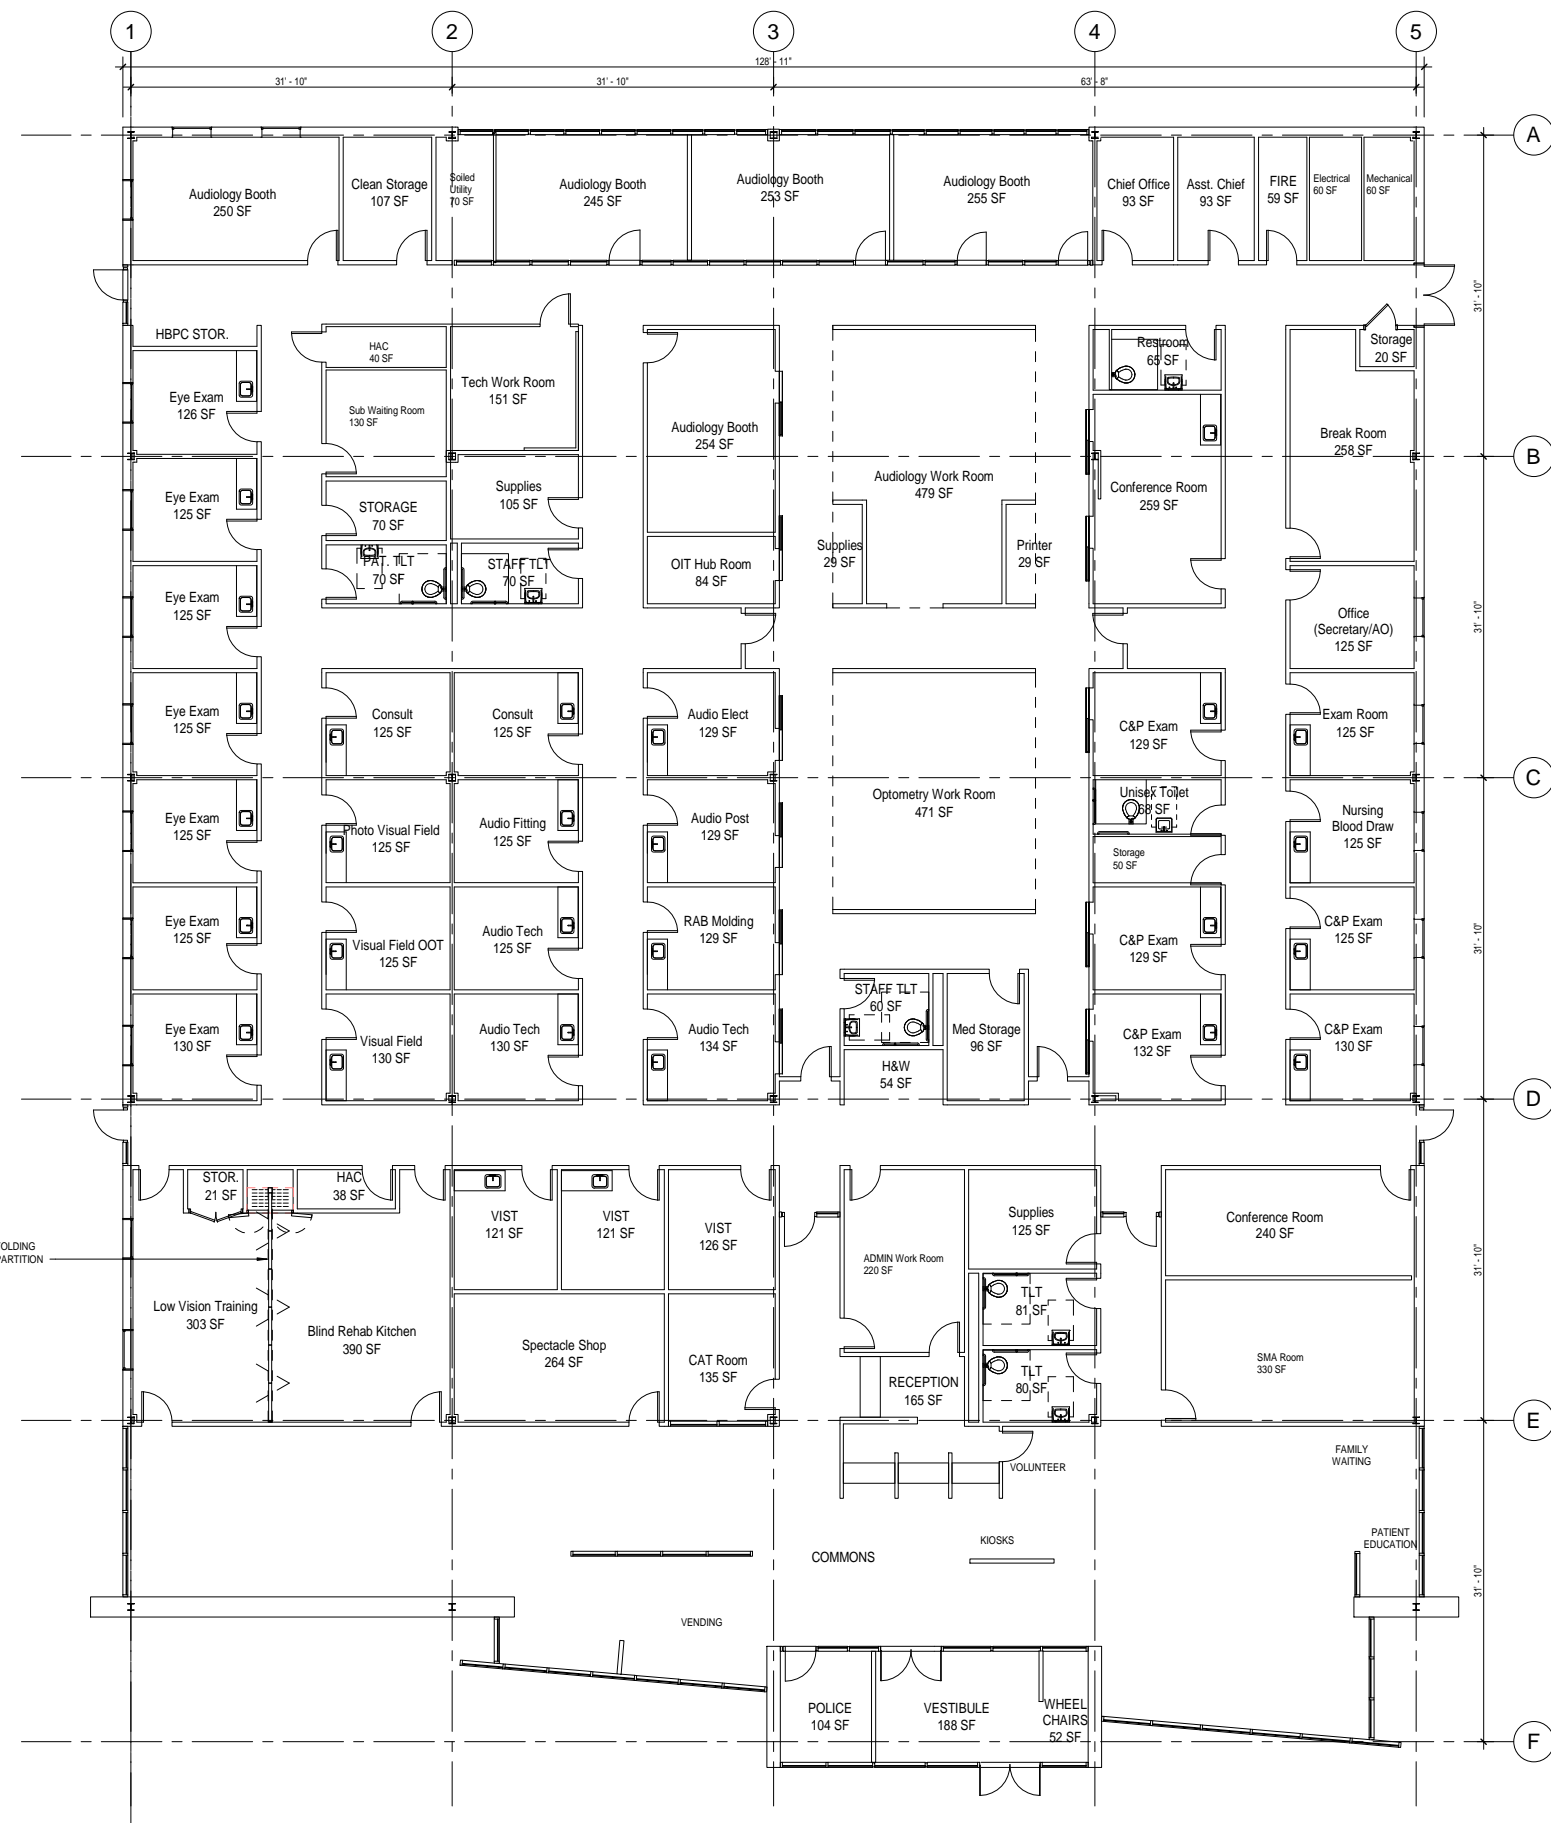 1
2
3
4
5
128' - 11"
31' - 10"
31' - 10"
63' - 8"
A
Audiology Booth
250 SF
Clean Storage
107 SF
Soiled
Utility
70 SF
Audiology Booth
245 SF
Audiology Booth
253 SF
Audiology Booth
255 SF
Chief Office
93 SF
Asst. Chief
93 SF
FIRE
59 SF
Electrical
60 SF
Mechanical
60 SF
31' - 10"
HBPC STOR.
HAC
40 SF
Tech Work Room
151 SF
Restroom
65 SF
Storage
20 SF
Eye Exam
126 SF
Sub Waiting Room
130 SF
Audiology Booth
254 SF
Break Room
258 SF
B
Eye Exam
125 SF
STORAGE
70 SF
Supplies
105 SF
Audiology Work Room
479 SF
Conference Room
259 SF
PAT. TLT
70 SF
STAFF TLT
70 SF
OIT Hub Room
84 SF
Supplies
29 SF
Printer
29 SF
Eye Exam
125 SF
Office
(Secretary/AO)
125 SF
31' - 10"
Eye Exam
125 SF
Consult
125 SF
Consult
125 SF
Audio Elect
129 SF
C&P Exam
129 SF
Exam Room
125 SF
C
Eye Exam
125 SF
Photo Visual Field
125 SF
Audio Fitting
125 SF
Audio Post
129 SF
Optometry Work Room
471 SF
Unisex Toilet
68 SF
Nursing
Blood Draw
125 SF
Storage
50 SF
Eye Exam
125 SF
Visual Field OOT
125 SF
Audio Tech
125 SF
RAB Molding
129 SF
C&P Exam
129 SF
C&P Exam
125 SF
31' - 10"
STAFF TLT
60 SF
Med Storage
96 SF
Eye Exam
130 SF
Visual Field
130 SF
Audio Tech
130 SF
Audio Tech
134 SF
H&W
54 SF
C&P Exam
132 SF
C&P Exam
130 SF
D
STOR.
21 SF
HAC
38 SF
VIST
121 SF
VIST
121 SF
VIST
126 SF
Supplies
125 SF
Conference Room
240 SF
ADMIN Work Room
220 SF
31' - 10"
OLDING
PARTITION
Low Vision Training
303 SF
Blind Rehab Kitchen
390 SF
Spectacle Shop
264 SF
CAT Room
135 SF
TLT
81 SF
SMA Room
330 SF
RECEPTION
165 SF
TLT
80 SF
E
VOLUNTEER
FAMILY
WAITING
KIOSKS
PATIENT
EDUCATION
COMMONS
31' - 10"
VENDING
POLICE
104 SF
VESTIBULE
188 SF
WHEEL
CHAIRS
52 SF
F